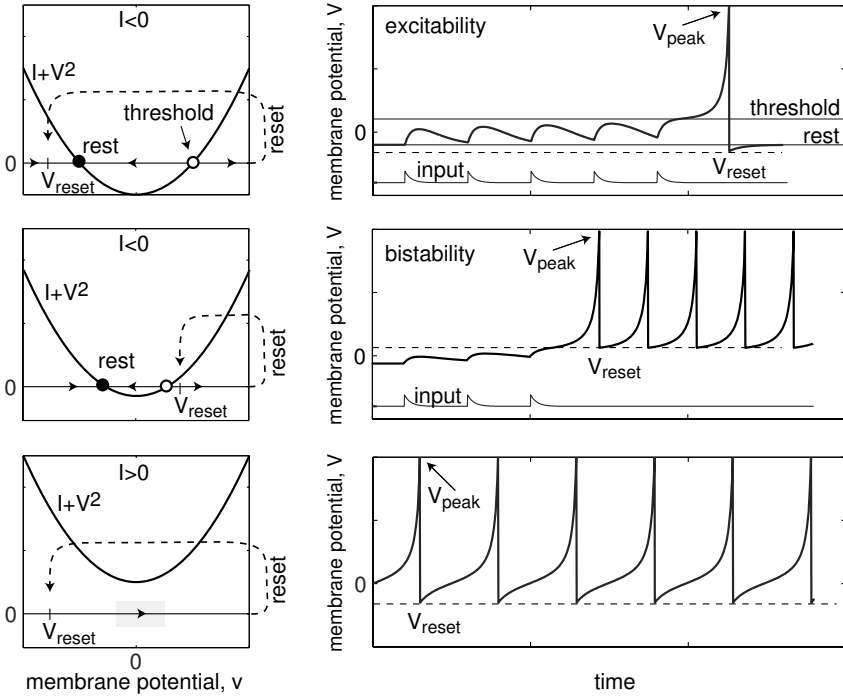 I<0
I+V²
threshold
rest
reset
0
V_reset
excitability
V_peak
threshold
0
rest
membrane potential, V
input
V_reset
I<0
I+V²
rest
reset
0
V_reset
bistability
V_peak
0
membrane potential, V
V_reset
input
I>0
I+V²
reset
0
V_reset
0
membrane potential, v
V_peak
0
membrane potential, V
V_reset
time